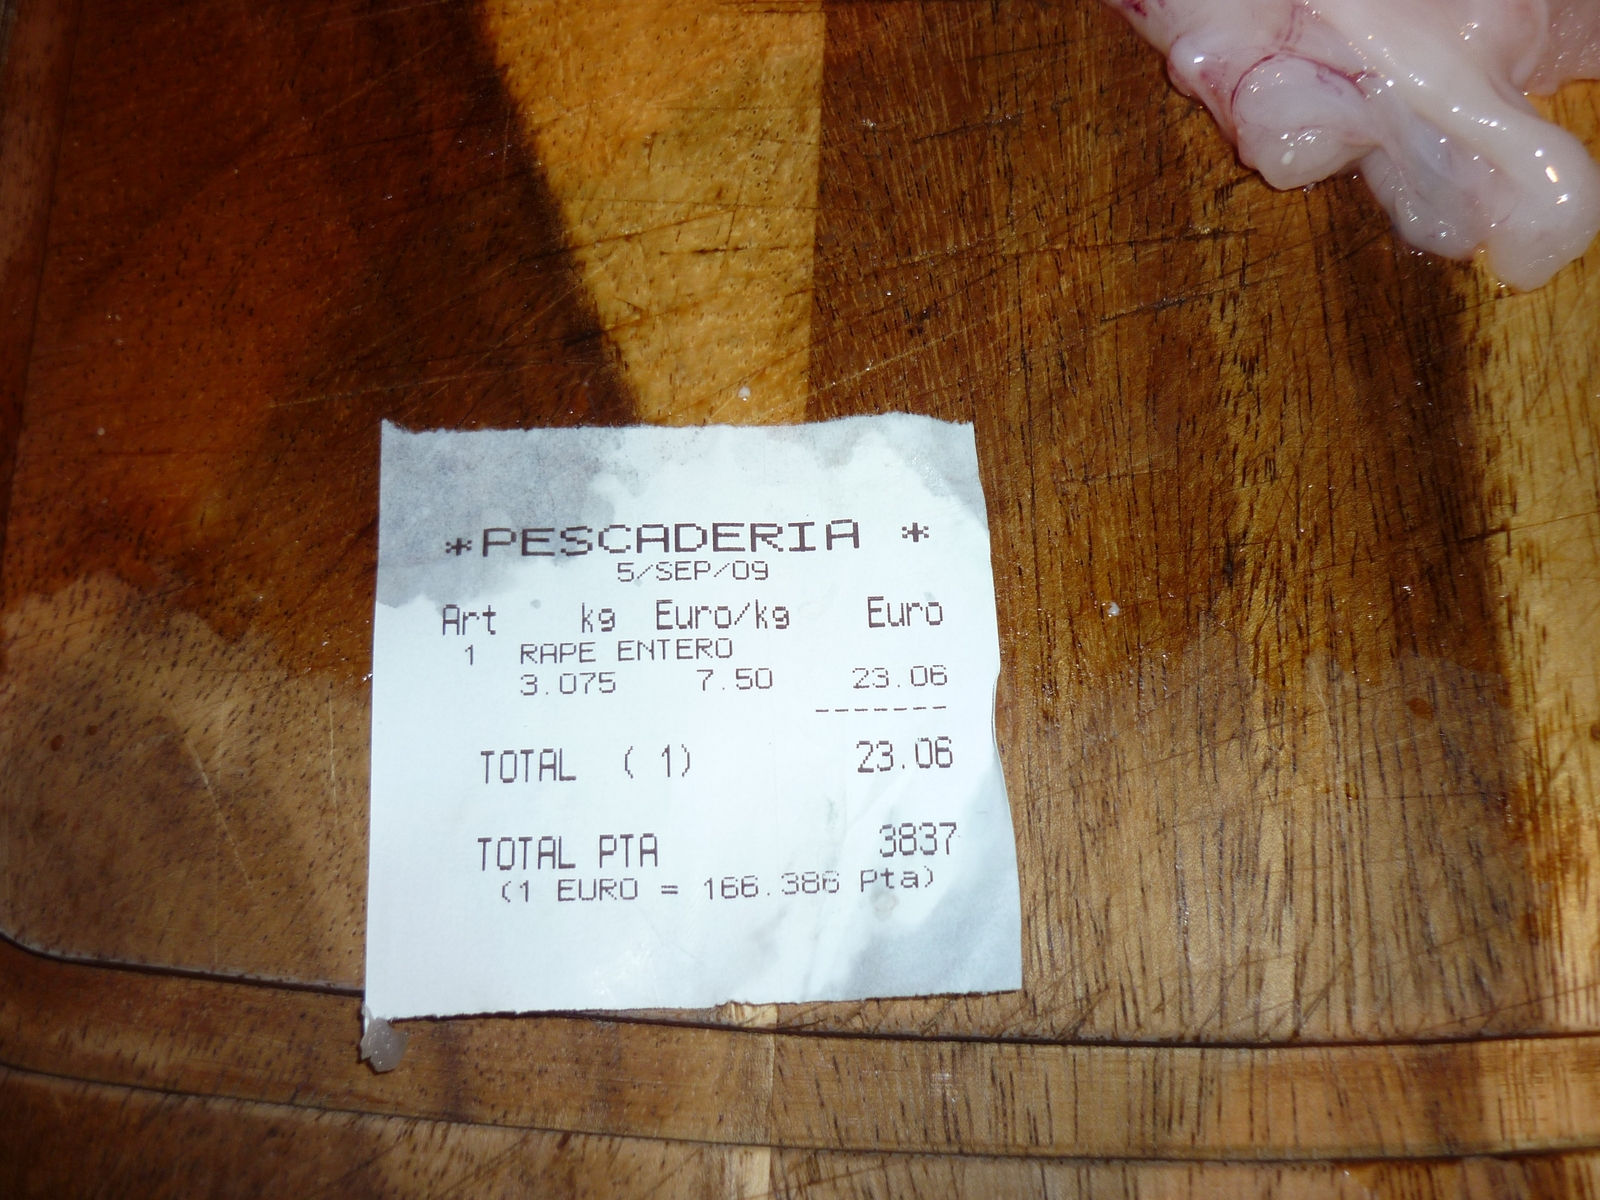 *PESCADERIA *
5/SEP/09
Art kg Euro/kg Euro
1 RAPE ENTERO
3.075 7.50 23.06
-------
TOTAL ( 1) 23.06
TOTAL PTA 3837
(1 EURO = 166.386 Pta)